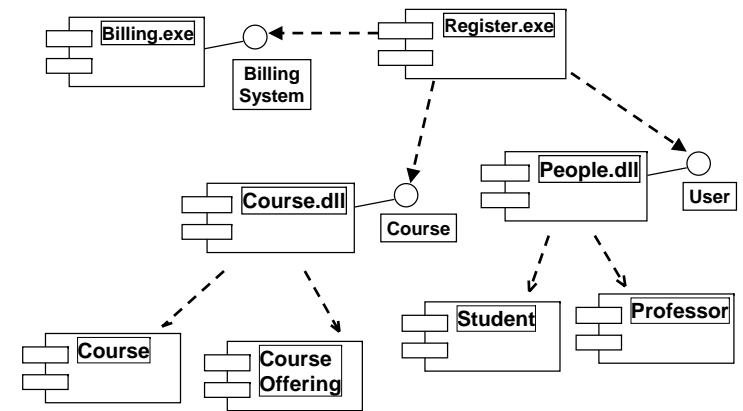 Billing.exe
Register.exe
Billing
System
Course.dll
People.dll
User
Course
Course
Course
Offering
Student
Professor